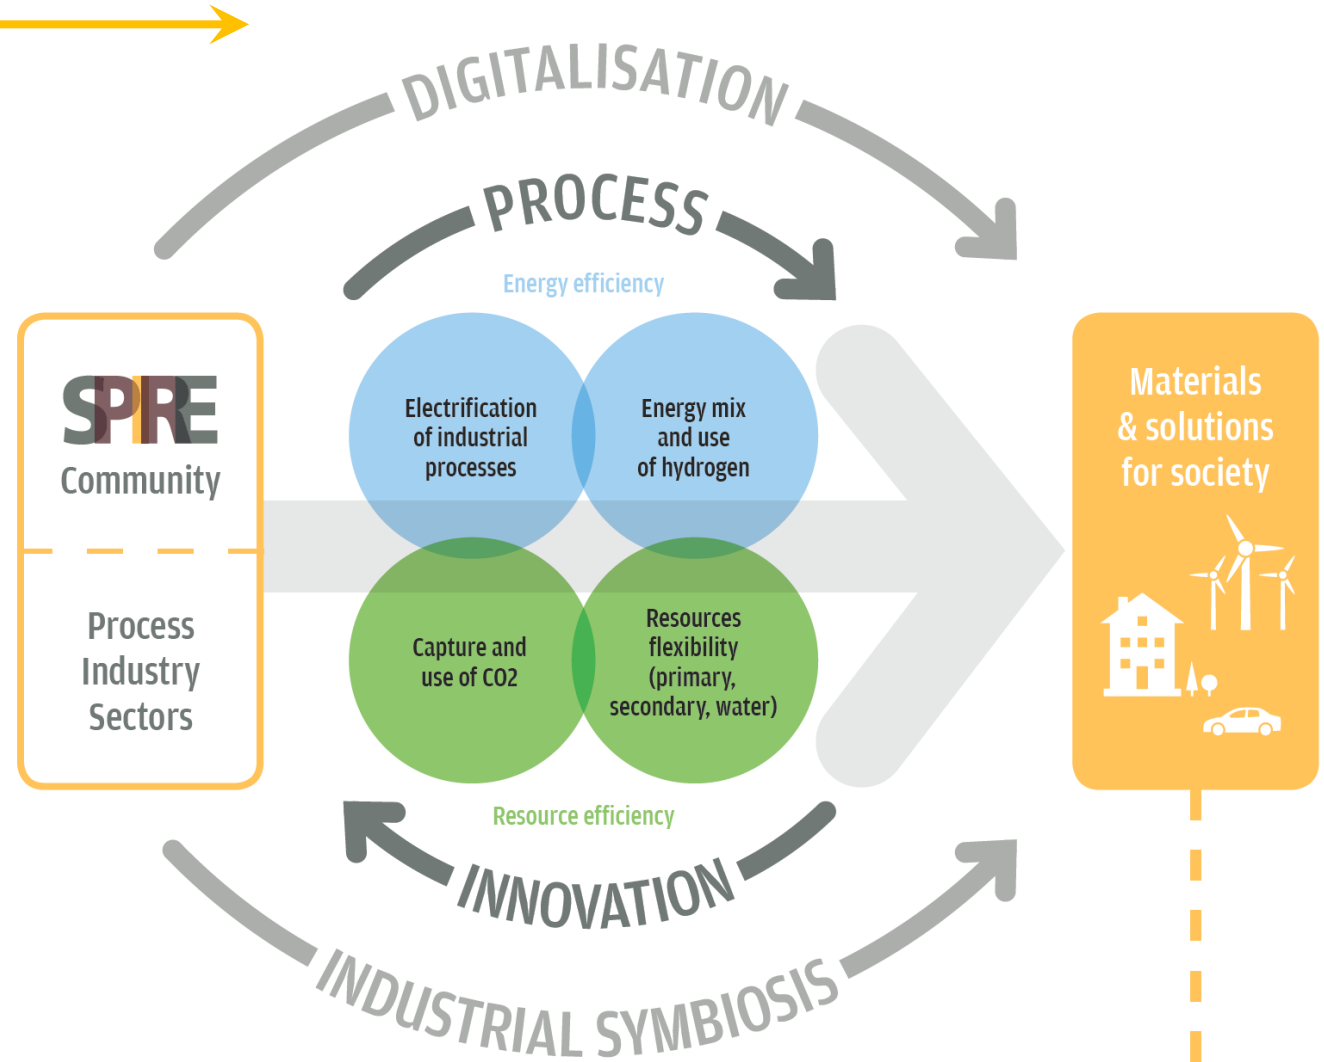 DIGITALISATION
PROCESS
Energy efficiency
SPIRE
Community
Process
Industry
Sectors
Electrification
of industrial
processes
Energy mix
and use
of hydrogen
Capture and
use of CO2
Resources
flexibility
(primary,
secondary, water)
Resource efficiency
INNOVATION
INDUSTRIAL SYMBIOSIS
Materials
& solutions
for society